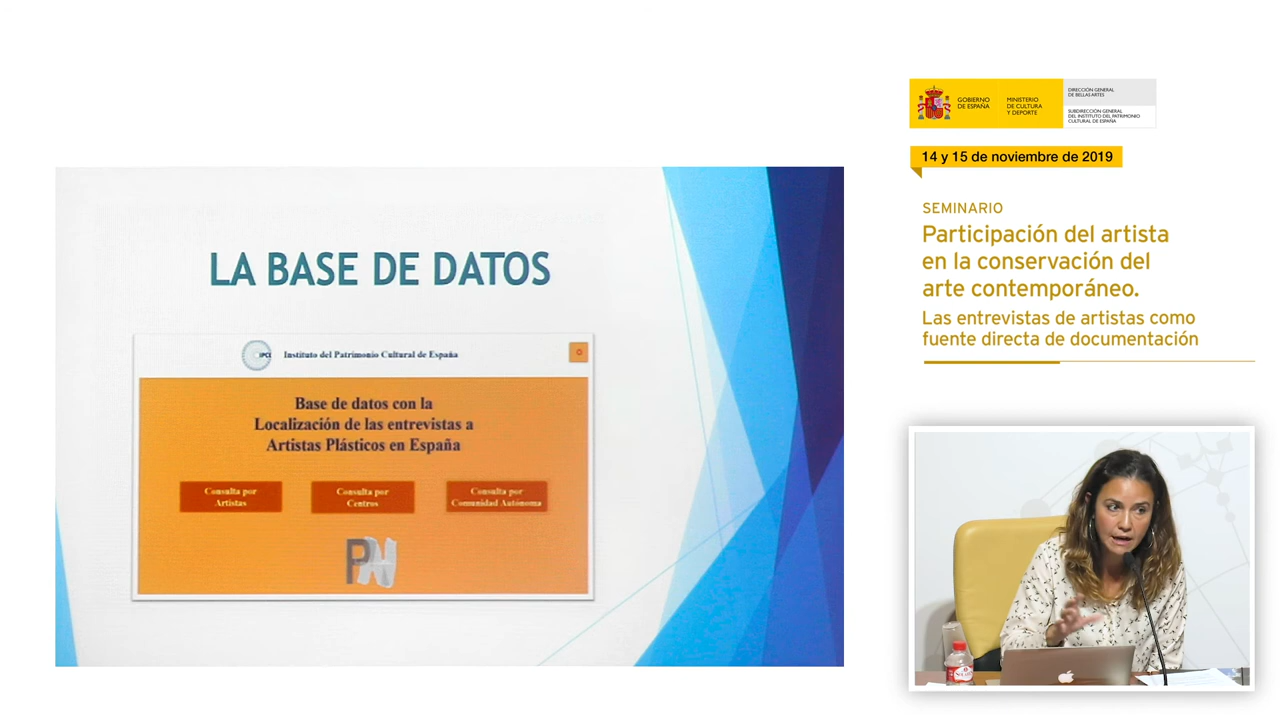 LA BASE DE DATOS
IPCE
Instituto del Patrimonio Cultural de España
Base de datos con la
Localización de las entrevistas a
Artistas Plásticos en España
Consulta por
Artistas
Consulta por
Centros
Consulta por
Comunidad Autónoma
PN
GOBIERNO
DE ESPAÑA
MINISTERIO
DE CULTURA
Y DEPORTE
DIRECCIÓN GENERAL
DE BELLAS ARTES
SUBDIRECCIÓN GENERAL
DEL INSTITUTO DEL PATRIMONIO
CULTURAL DE ESPAÑA
14 y 15 de noviembre de 2019
SEMINARIO
Participación del artista
en la conservación del
arte contemporáneo.
Las entrevistas de artistas como
fuente directa de documentación